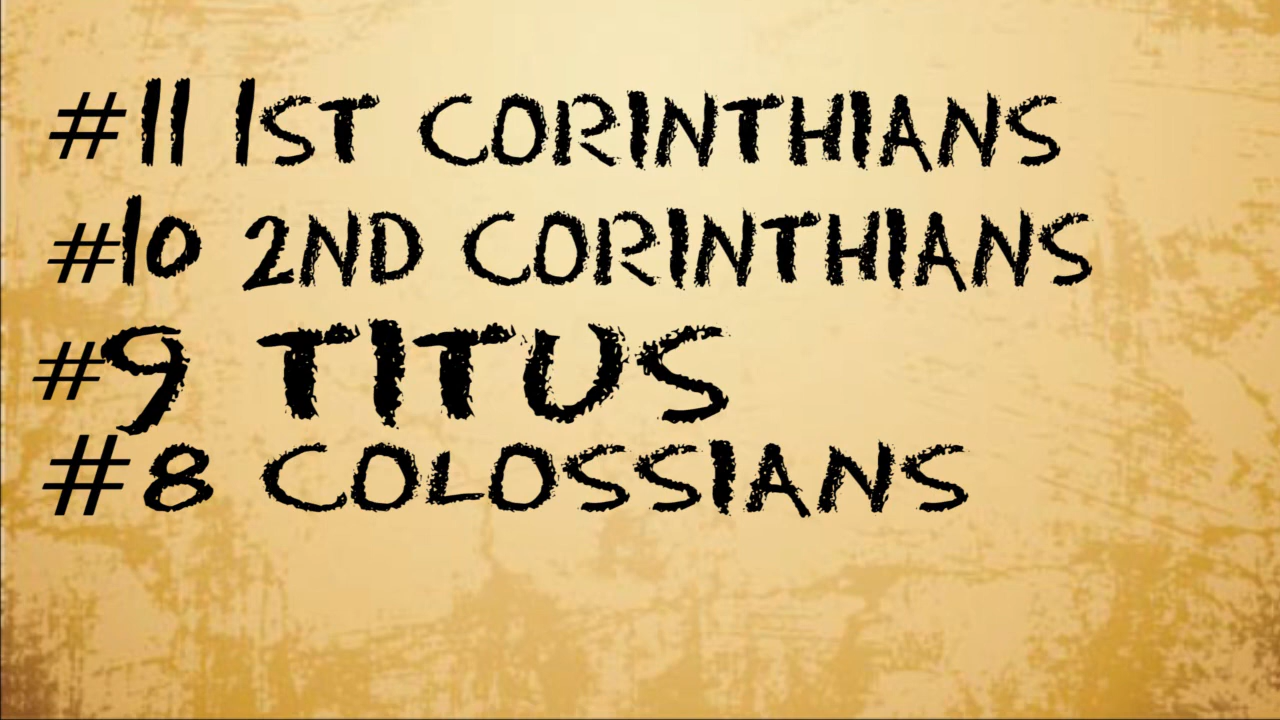 #11 1ST CORINTHIANS
#10 2ND CORINTHIANS
#9 TITUS
#8 COLOSSIANS